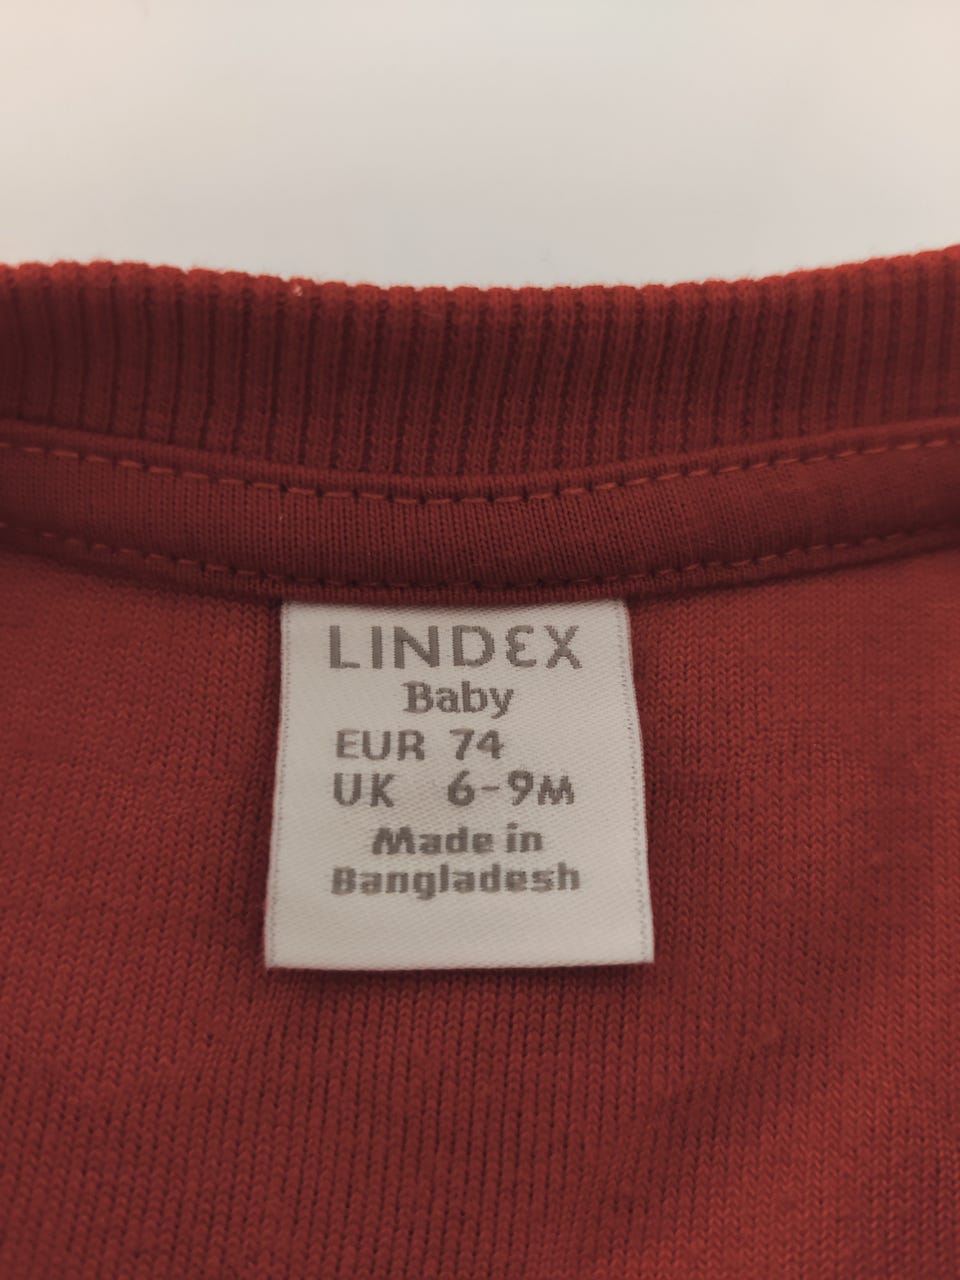 LINDEX
Baby
EUR 74
UK 6-9M
Made in
Bangladesh